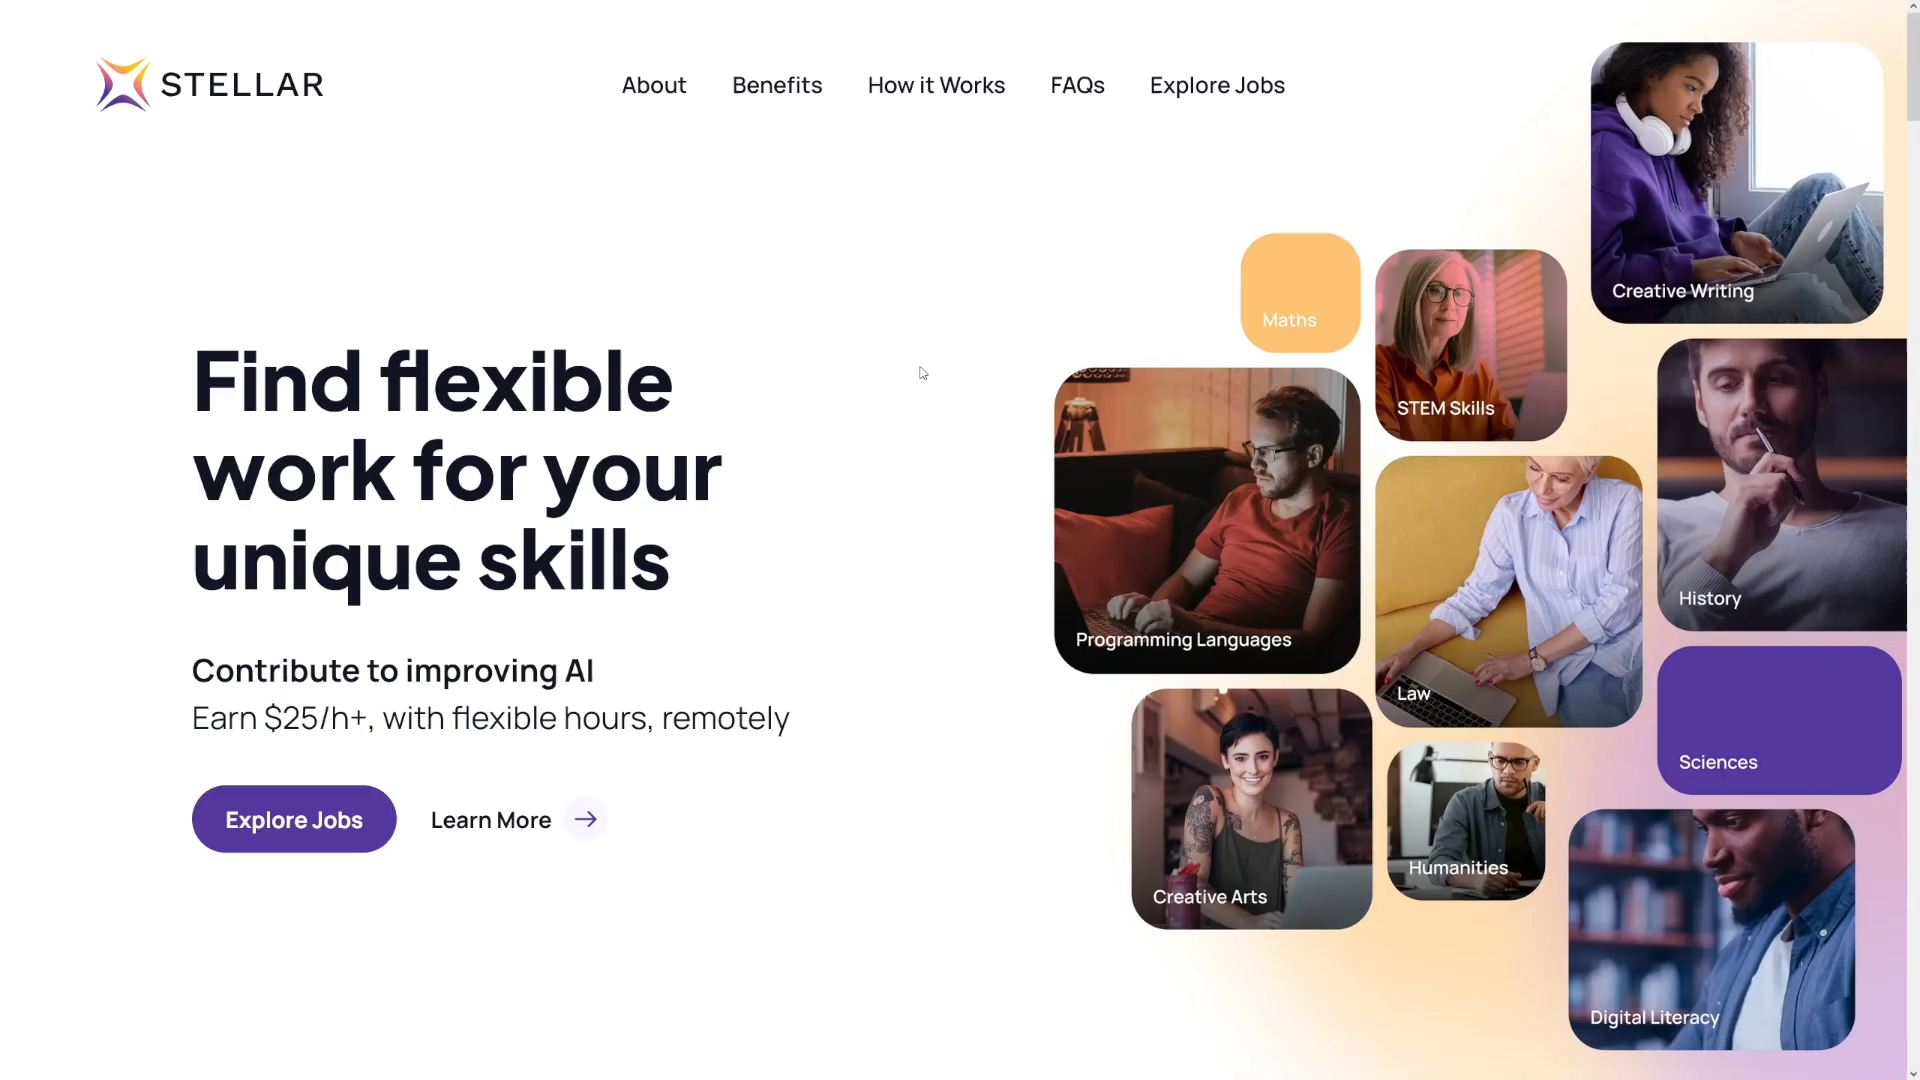 STELLAR
About
Benefits
How it Works
FAQs
Explore Jobs
Find flexible
work for your
unique skills
Contribute to improving AI
Earn $25/h+, with flexible hours, remotely
Explore Jobs
Learn More
Creative Writing
Maths
STEM Skills
History
Programming Languages
Law
Sciences
Humanities
Creative Arts
Digital Literacy